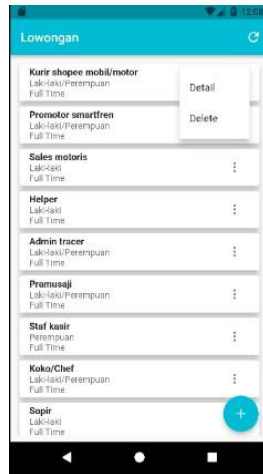 12:08
Lowongan
Kurir shopee mobil/motor
Laki-laki/Perempuan
Full Time
Detail
Delete
Promotor smartfren
Laki-laki/Perempuan
Full Time
Sales motoris
Laki-laki
Full Time
Helper
Laki-laki
Full Time
Admin tracer
Laki-laki/Perempuan
Full Time
Pramusaji
Laki-laki/Perempuan
Full Time
Staf kasir
Perempuan
Full Time
Koko/Chef
Laki-laki/Perempuan
Full Time
Sopir
Laki-laki
Full Time